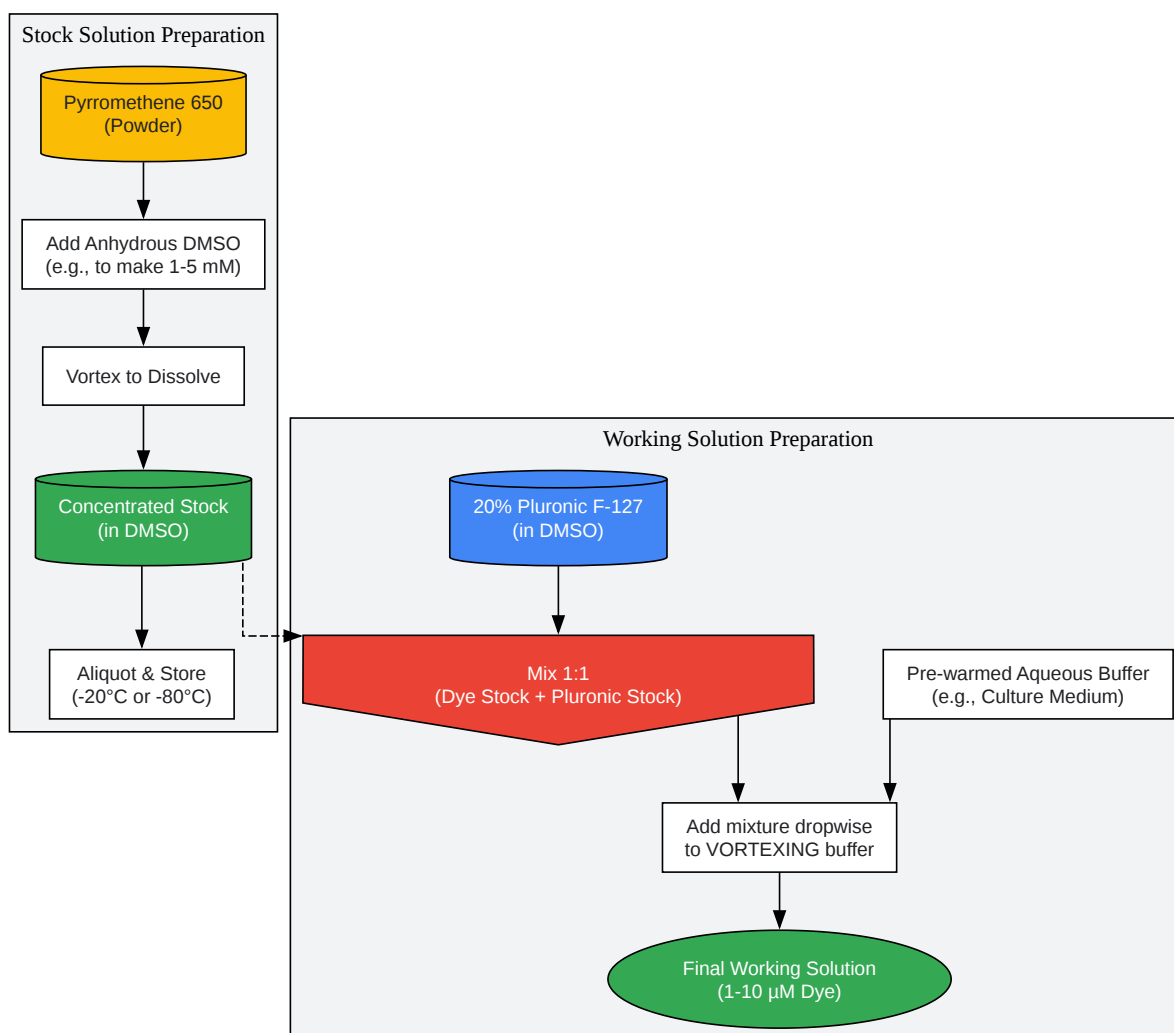 Stock Solution Preparation
Pyrromethene 650
(Powder)
Add Anhydrous DMSO
(e.g., to make 1-5 mM)
Vortex to Dissolve
Concentrated Stock
(in DMSO)
Aliquot & Store
(-20°C or -80°C)
Working Solution Preparation
20% Pluronic F-127
(in DMSO)
Mix 1:1
(Dye Stock + Pluronic Stock)
Pre-warmed Aqueous Buffer
(e.g., Culture Medium)
Add mixture dropwise
to VORTEXING buffer
Final Working Solution
(1-10 µM Dye)